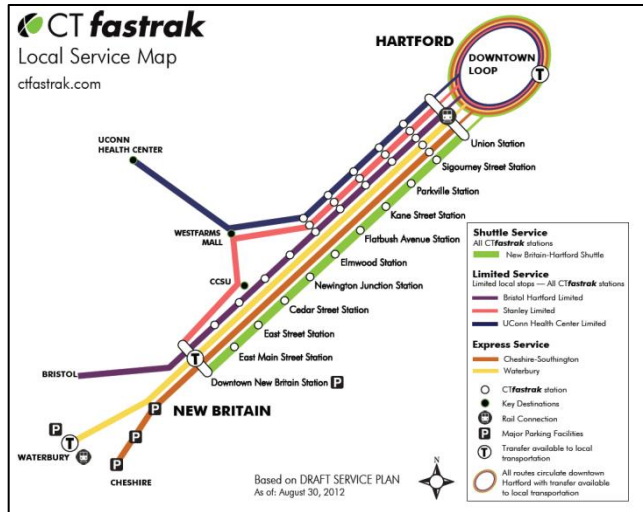 CT fastrak
Local Service Map
ctfastrak.com
HARTFORD
DOWNTOWN
LOOP
T
UCONN
HEALTH CENTER
Union Station
Sigourney Street Station
Parkville Station
Kane Street Station
WESTFARMS
MALL
Flatbush Avenue Station
Elmwood Station
CCSU
Newington Junction Station
Cedar Street Station
East Street Station
East Main Street Station
T
BRISTOL
Downtown New Britain Station P
NEW BRITAIN
P
P
P
T
WATERBURY
P
CHESHIRE
Based on DRAFT SERVICE PLAN
As of: August 30, 2012
N
Shuttle Service
All CTfastrak stations
New Britain-Hartford Shuttle
Limited Service
Limited local stops — All CTfastrak stations
Bristol Hartford Limited
Stanley Limited
UConn Health Center Limited
Express Service
Cheshire-Southington
Waterbury
CTfastrak station
Key Destinations
Rail Connection
P Major Parking Facilities
T Transfer available to local
transportation
All routes circulate downtown
Hartford with transfer available
to local transportation